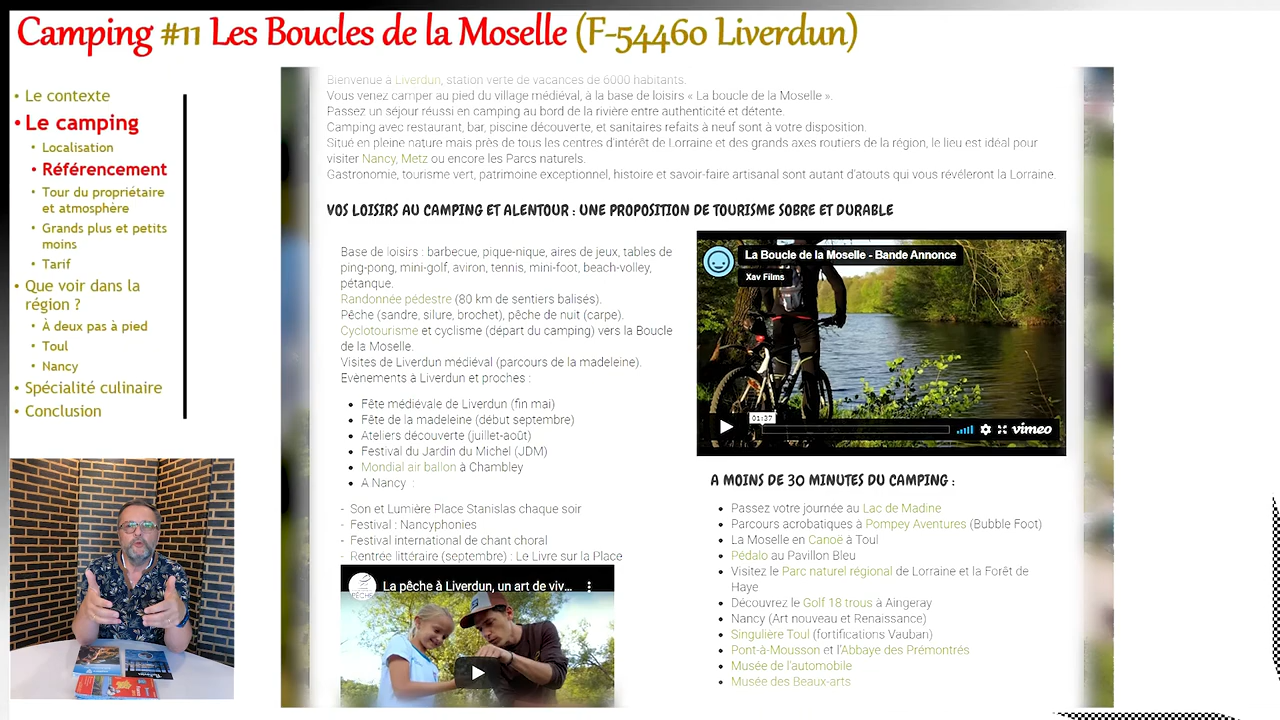 Camping #11 Les Boucles de la Moselle (F-54460 Liverdun)
• Le contexte
• Le camping
• Localisation
• Référencement
• Tour du propriétaire
et atmosphère
• Grands plus et petits
moins
• Tarif
• Que voir dans la
région ?
• À deux pas à pied
• Toul
• Nancy
• Spécialité culinaire
• Conclusion
Bienvenue à Liverdun, station verte de vacances de 6000 habitants.
Vous venez camper au pied du village médiéval, à la base de loisirs « La boucle de la Moselle ».
Passez un séjour réussi en camping au bord de la rivière entre authenticité et détente.
Camping avec restaurant, bar, piscine découverte, et sanitaires refaits à neuf sont à votre disposition.
Situé en pleine nature mais près de tous les centres d'intérêt de Lorraine et des grands axes routiers de la région, le lieu est idéal pour
visiter Nancy, Metz ou encore les Parcs naturels.
Gastronomie, tourisme vert, patrimoine exceptionnel, histoire et savoir-faire artisanal sont autant d'atouts qui vous révéleront la Lorraine.
VOS LOISIRS AU CAMPING ET ALENTOUR : UNE PROPOSITION DE TOURISME SOBRE ET DURABLE
Base de loisirs : barbecue, pique-nique, aires de jeux, tables de
ping-pong, mini-golf, aviron, tennis, mini-foot, beach-volley,
pétanque.
Randonnée pédestre (80 km de sentiers balisés).
Pêche (sandre, silure, brochet), pêche de nuit (carpe).
Cyclotourisme et cyclisme (départ du camping) vers la Boucle
de la Moselle.
Visites de Liverdun médiéval (parcours de la madeleine).
Evènements à Liverdun et proches :
• Fête médiévale de Liverdun (fin mai)
• Fête de la madeleine (début septembre)
• Ateliers découverte (juillet-août)
• Festival du Jardin du Michel (JDM)
• Mondial air ballon à Chambley
• A Nancy :
- Son et Lumière Place Stanislas chaque soir
- Festival : Nancyphonies
- Festival international de chant choral
- Rentrée littéraire (septembre) : Le Livre sur la Place
La pêche à Liverdun, un art de viv...
La Boucle de la Moselle - Bande Annonce
Xav Films
01:37
vimeo
A MOINS DE 30 MINUTES DU CAMPING :
• Passez votre journée au Lac de Madine
• Parcours acrobatiques à Pompey Aventures (Bubble Foot)
• La Moselle en Canoë à Toul
• Pédalo au Pavillon Bleu
• Visitez le Parc naturel régional de Lorraine et la Forêt de
Haye
• Découvrez le Golf 18 trous à Aingeray
• Nancy (Art nouveau et Renaissance)
• Singulière Toul (fortifications Vauban)
• Pont-à-Mousson et l'Abbaye des Prémontrés
• Musée de l'automobile
• Musée des Beaux-arts